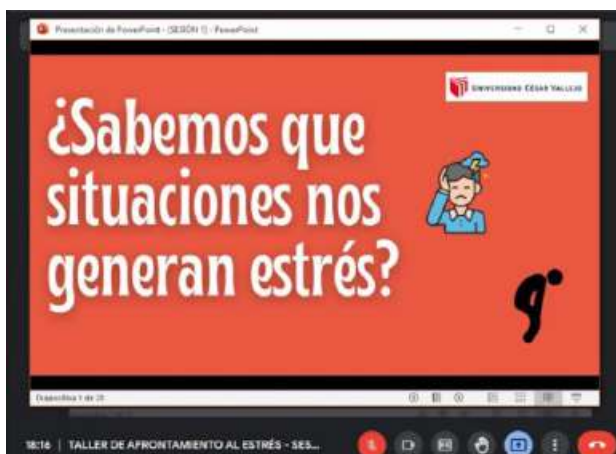 Presentación de PowerPoint - (SESIÓN 1) - PowerPoint
UNIVERSIDAD CÉSAR VALLEJO
¿Sabemos que
situaciones nos
generan estrés?
18:16 | TALLER DE AFRONTAMIENTO AL ESTRÉS - SES...